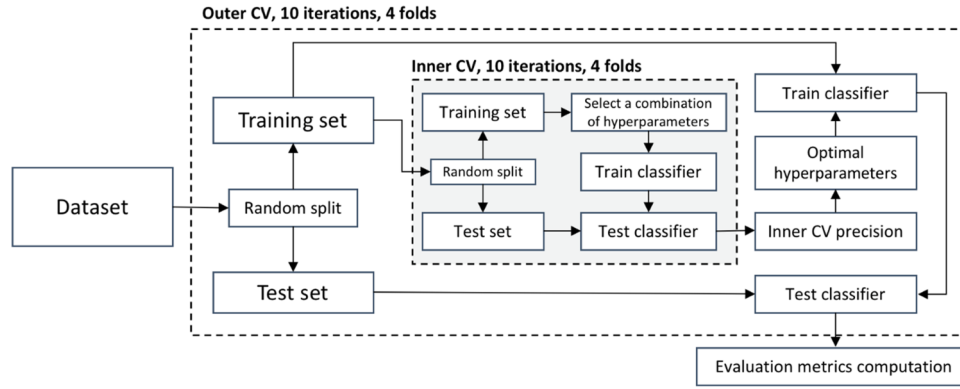 Outer CV, 10 iterations, 4 folds
Inner CV, 10 iterations, 4 folds
Dataset
Random split
Training set
Test set
Training set
Random split
Test set
Select a combination
of hyperparameters
Train classifier
Test classifier
Train classifier
Optimal
hyperparameters
Inner CV precision
Test classifier
Evaluation metrics computation